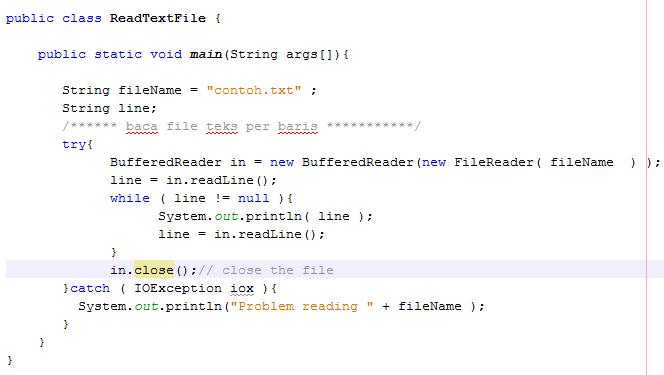 public class ReadTextFile {
public static void main(String args[]){
String fileName = "contoh.txt" ;
String line;
/****** baca file teks per baris ***********/
try{
BufferedReader in = new BufferedReader(new FileReader( fileName  ) );
line = in.readLine();
while ( line != null ){
System.out.println( line );
line = in.readLine();
}
in.close();// close the file
}catch ( IOException iox ){
System.out.println("Problem reading " + fileName );
}
}
}